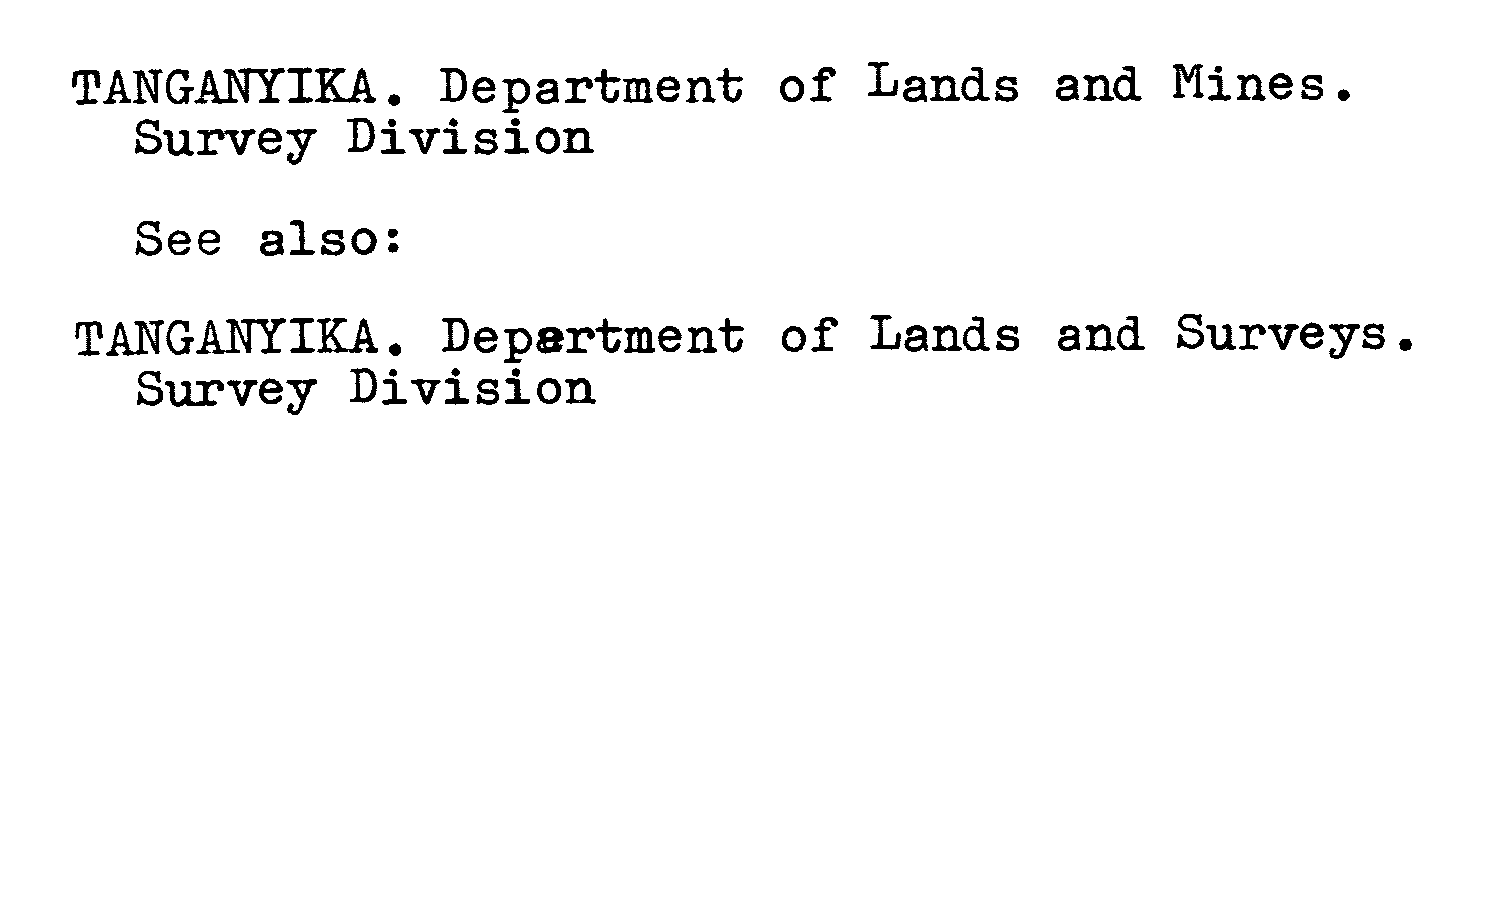 TANGANYIKA. Department of Lands and Mines.
Survey Division
See also:
TANGANYIKA. Department of Lands and Surveys.
Survey Division